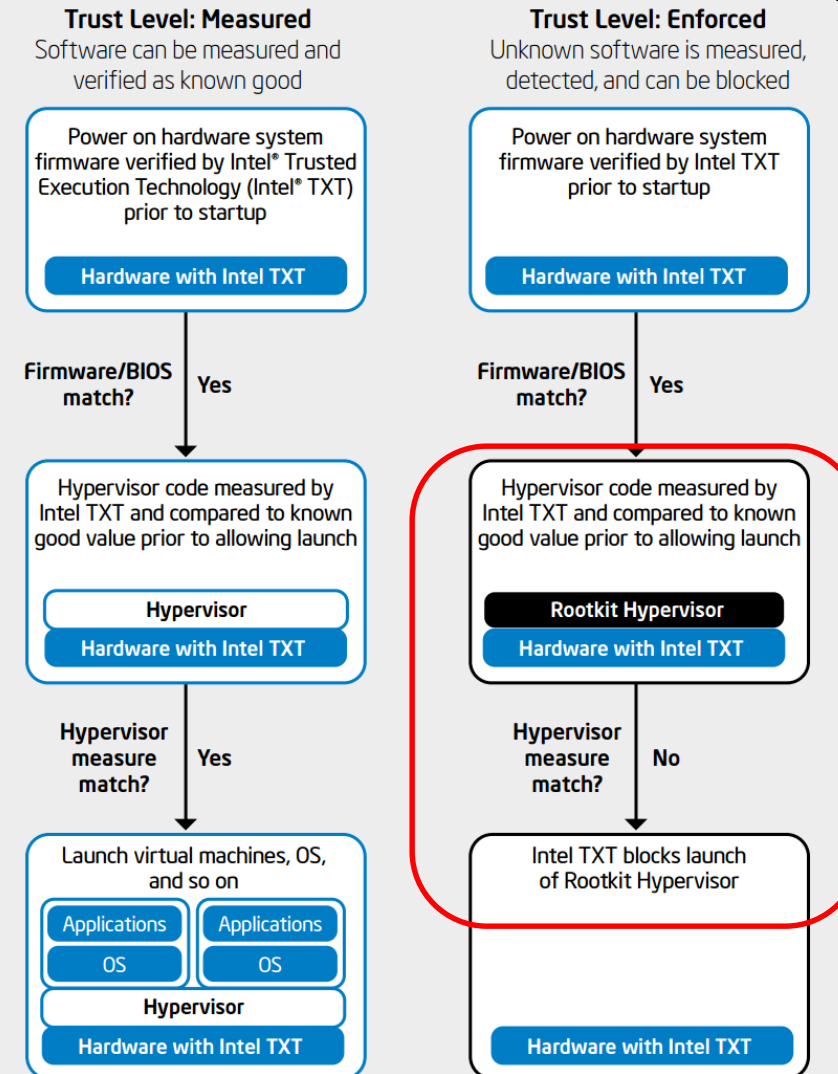 Trust Level: Measured
Software can be measured and
verified as known good
Power on hardware system
firmware verified by Intel® Trusted
Execution Technology (Intel® TXT)
prior to startup
Hardware with Intel TXT
Firmware/BIOS
match?
Yes
Hypervisor code measured by
Intel TXT and compared to known
good value prior to allowing launch
Hypervisor
Hardware with Intel TXT
Hypervisor
measure
match?
Yes
Launch virtual machines, OS,
and so on
Applications
OS
Applications
OS
Hypervisor
Hardware with Intel TXT
Trust Level: Enforced
Unknown software is measured,
detected, and can be blocked
Power on hardware system
firmware verified by Intel TXT
prior to startup
Hardware with Intel TXT
Firmware/BIOS
match?
Yes
Hypervisor code measured by
Intel TXT and compared to known
good value prior to allowing launch
Rootkit Hypervisor
Hardware with Intel TXT
Hypervisor
measure
match?
No
Intel TXT blocks launch
of Rootkit Hypervisor
Hardware with Intel TXT